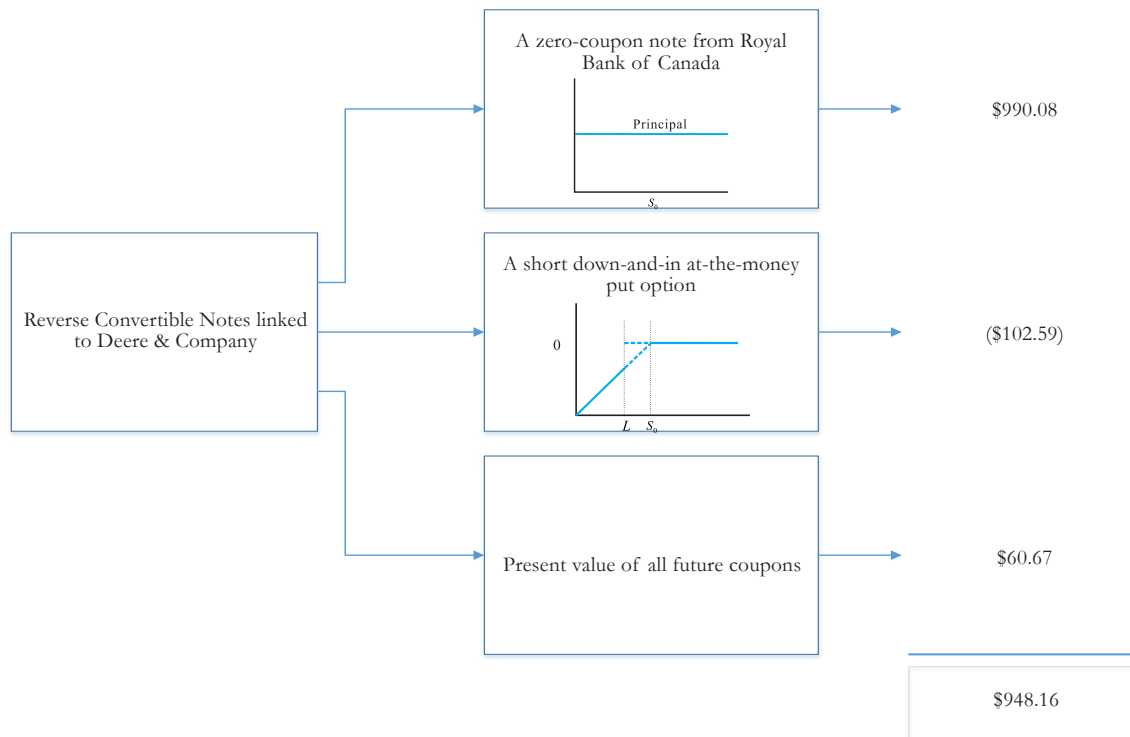 A zero-coupon note from Royal
Bank of Canada
Principal
S₀
$990.08
Reverse Convertible Notes linked
to Deere & Company
A short down-and-in at-the-money
put option
0
L S₀
($102.59)
Present value of all future coupons
$60.67
$948.16